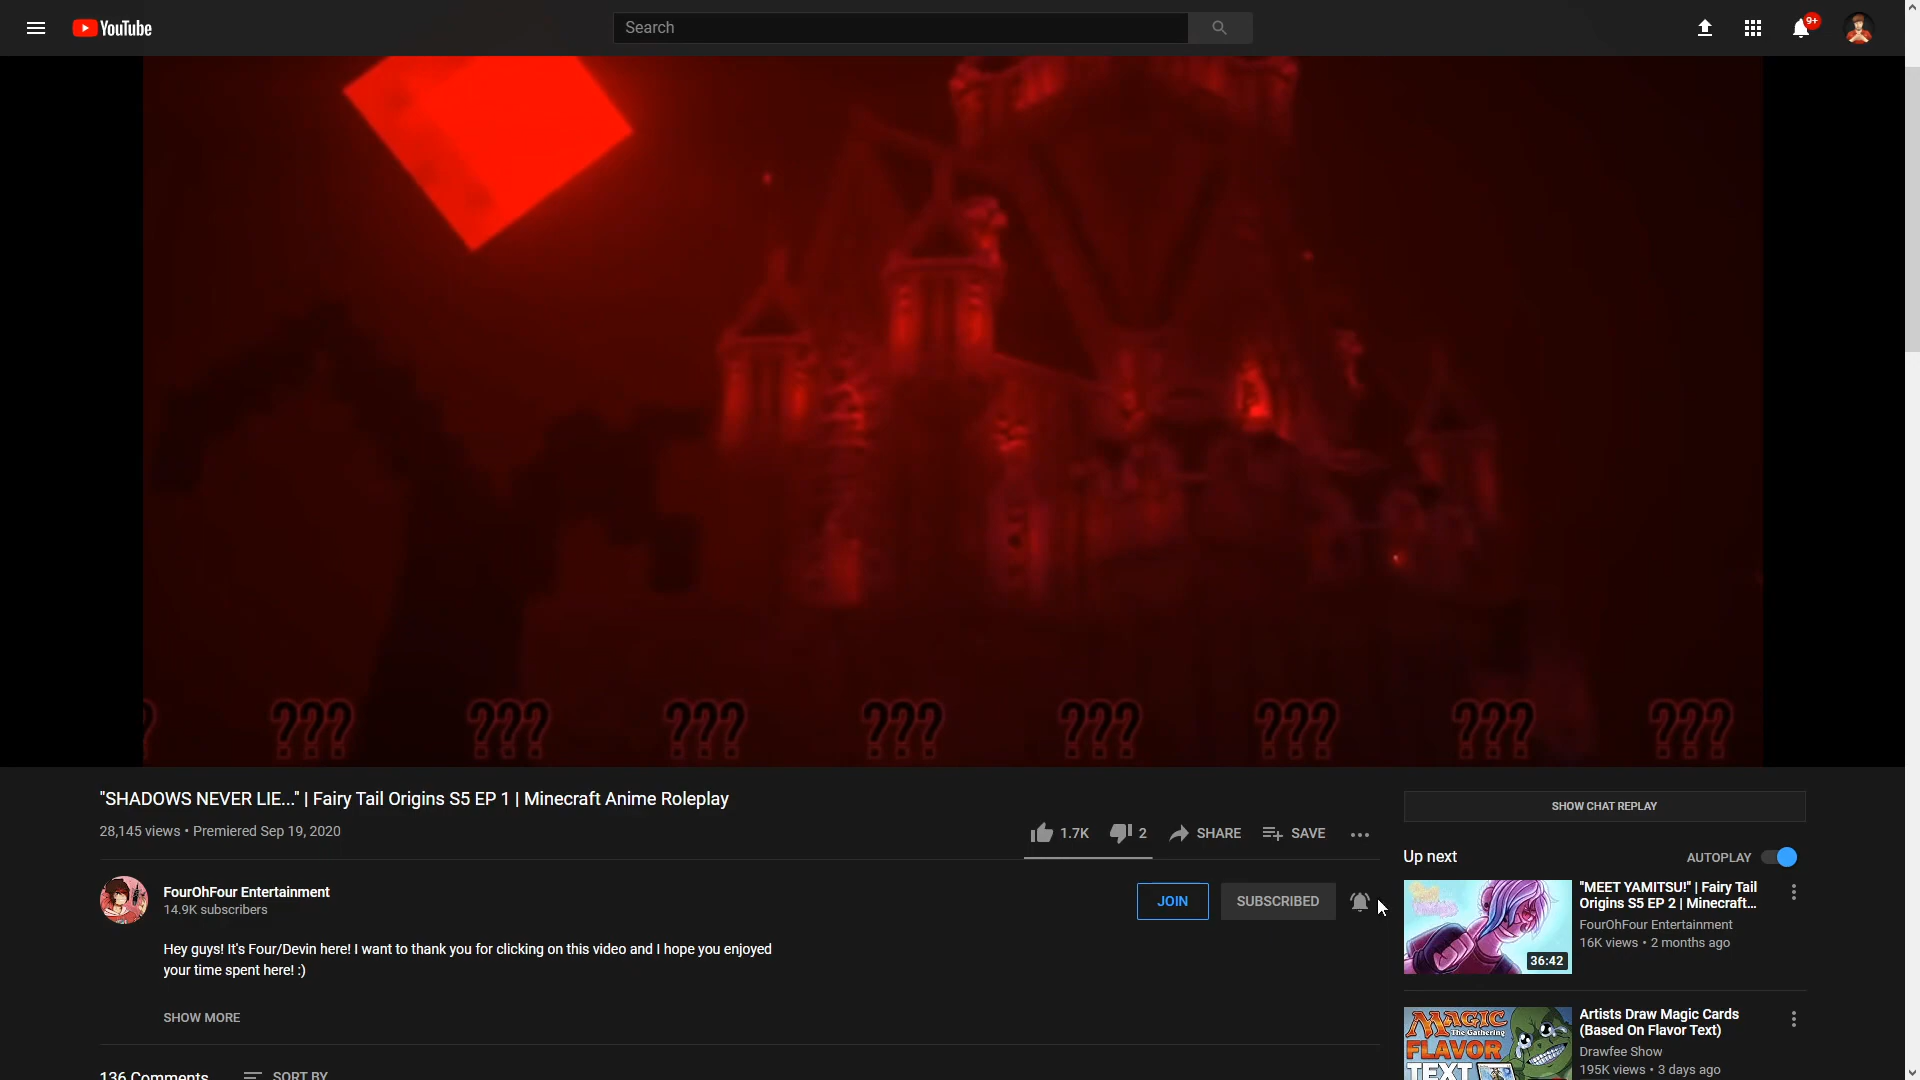 YouTube
Search
9+
??? ??? ??? ??? ??? ??? ??? ???
"SHADOWS NEVER LIE..." | Fairy Tail Origins S5 EP 1 | Minecraft Anime Roleplay
28,145 views • Premiered Sep 19, 2020
1.7K
2
SHARE
SAVE
FourOhFour Entertainment
14.9K subscribers
JOIN
SUBSCRIBED
Hey guys! It's Four/Devin here! I want to thank you for clicking on this video and I hope you enjoyed
your time spent here! :)
SHOW MORE
136 Comments
SORT BY
SHOW CHAT REPLAY
Up next
AUTOPLAY
36:42
"MEET YAMITSU!" | Fairy Tail
Origins S5 EP 2 | Minecraft...
FourOhFour Entertainment
16K views • 2 months ago
MAGIC
The Gathering
FLAVOR
TEXT
Artists Draw Magic Cards
(Based On Flavor Text)
Drawfee Show
195K views • 3 days ago